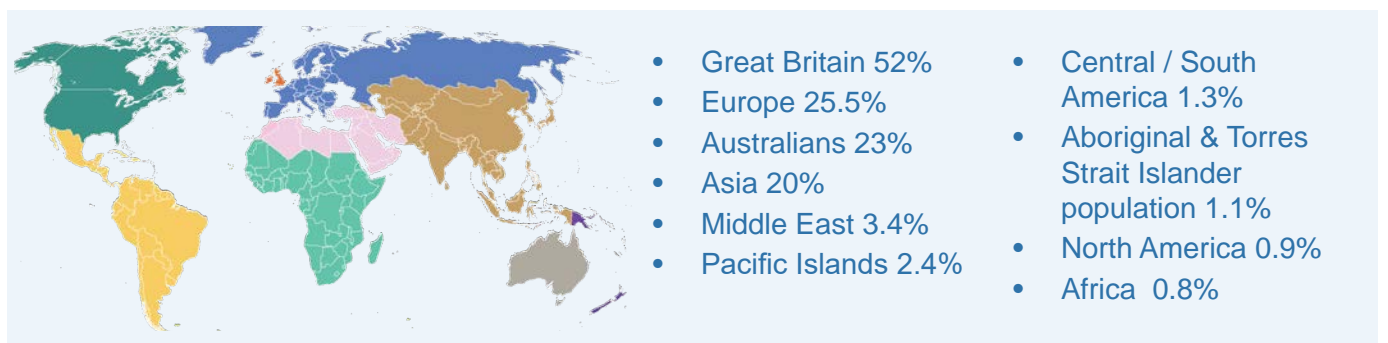 • Great Britain 52%
• Europe 25.5%
• Australians 23%
• Asia 20%
• Middle East 3.4%
• Pacific Islands 2.4%
• Central / South
America 1.3%
• Aboriginal & Torres
Strait Islander
population 1.1%
• North America 0.9%
• Africa 0.8%